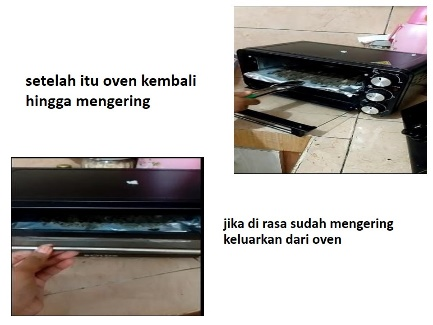 setelah itu oven kembali
hingga mengering
jika di rasa sudah mengering
keluarkan dari oven